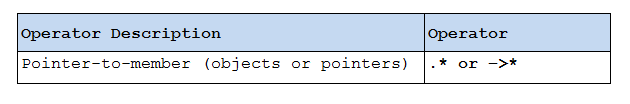 Operator Description Operator
Pointer-to-member (objects or pointers) .* or –>*